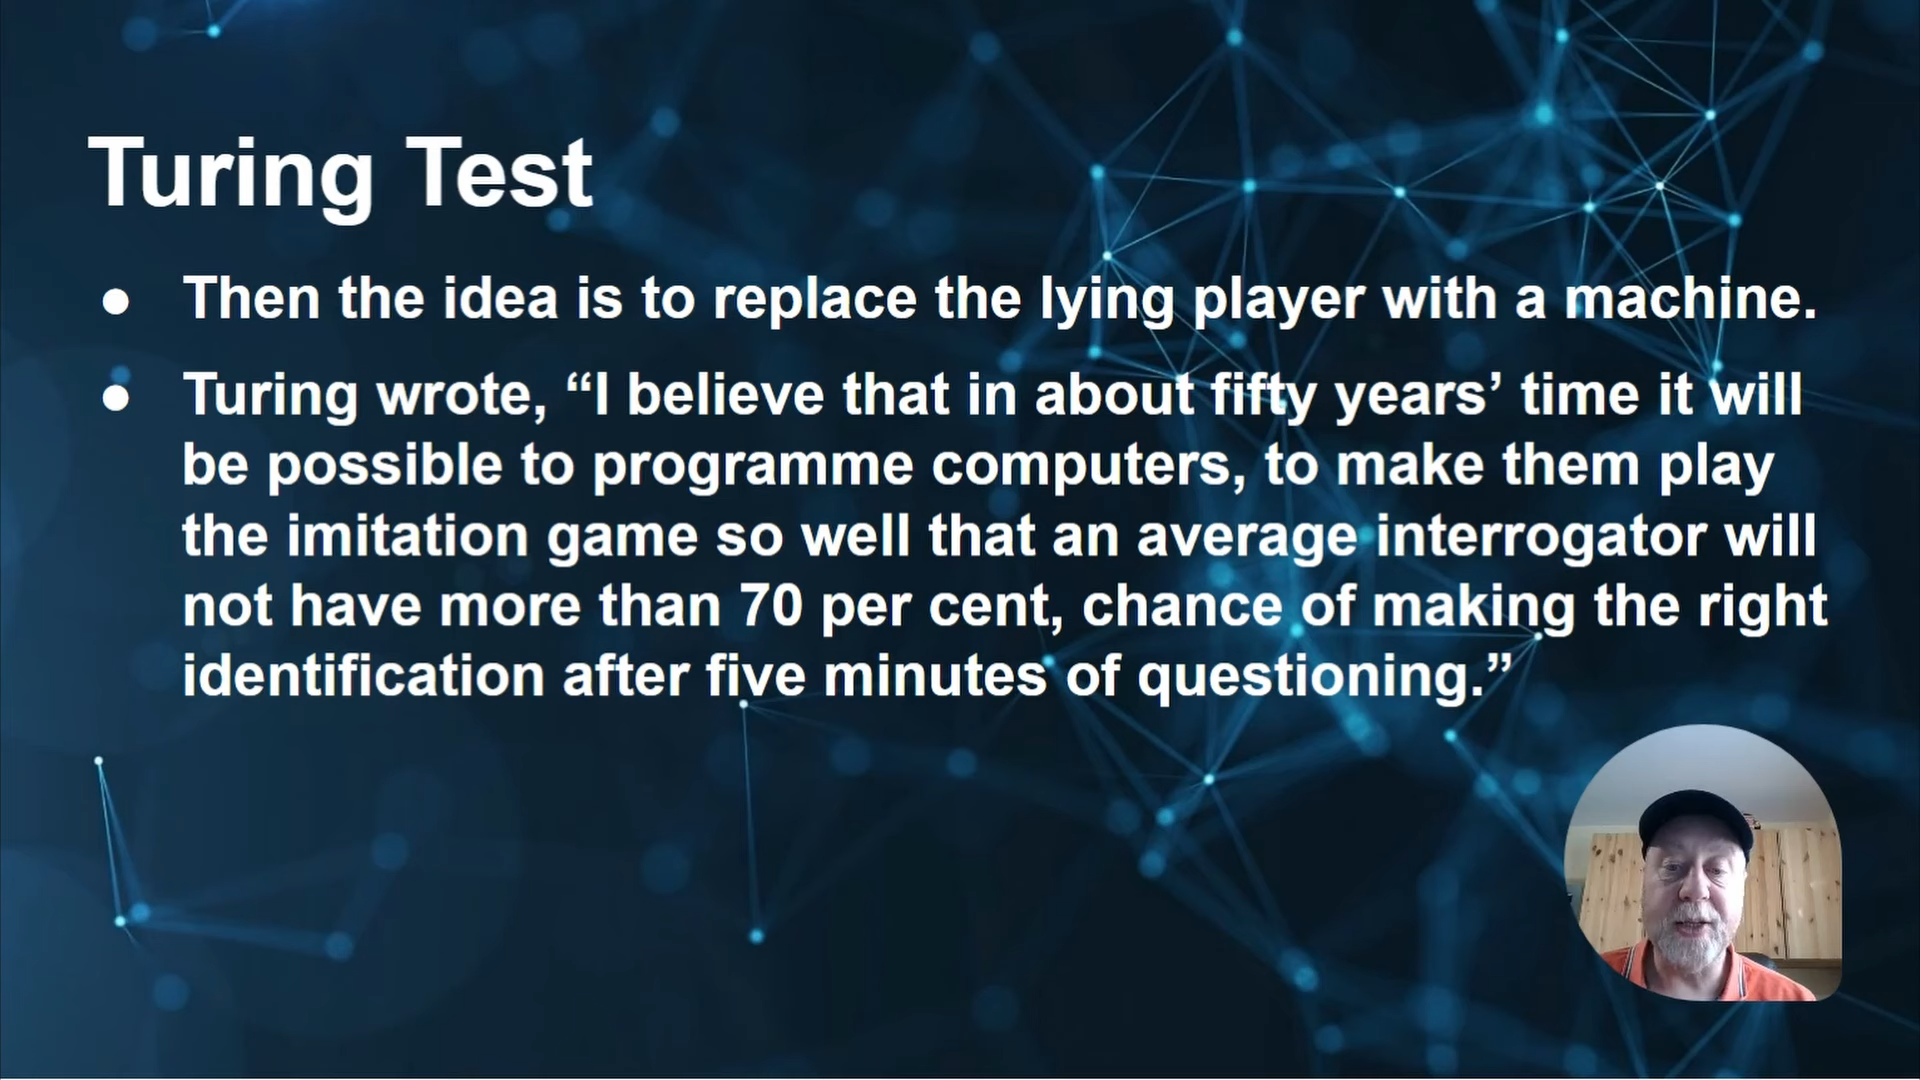 Turing Test
● Then the idea is to replace the lying player with a machine.
● Turing wrote, “I believe that in about fifty years’ time it will
be possible to programme computers, to make them play
the imitation game so well that an average interrogator will
not have more than 70 per cent, chance of making the right
identification after five minutes of questioning.”